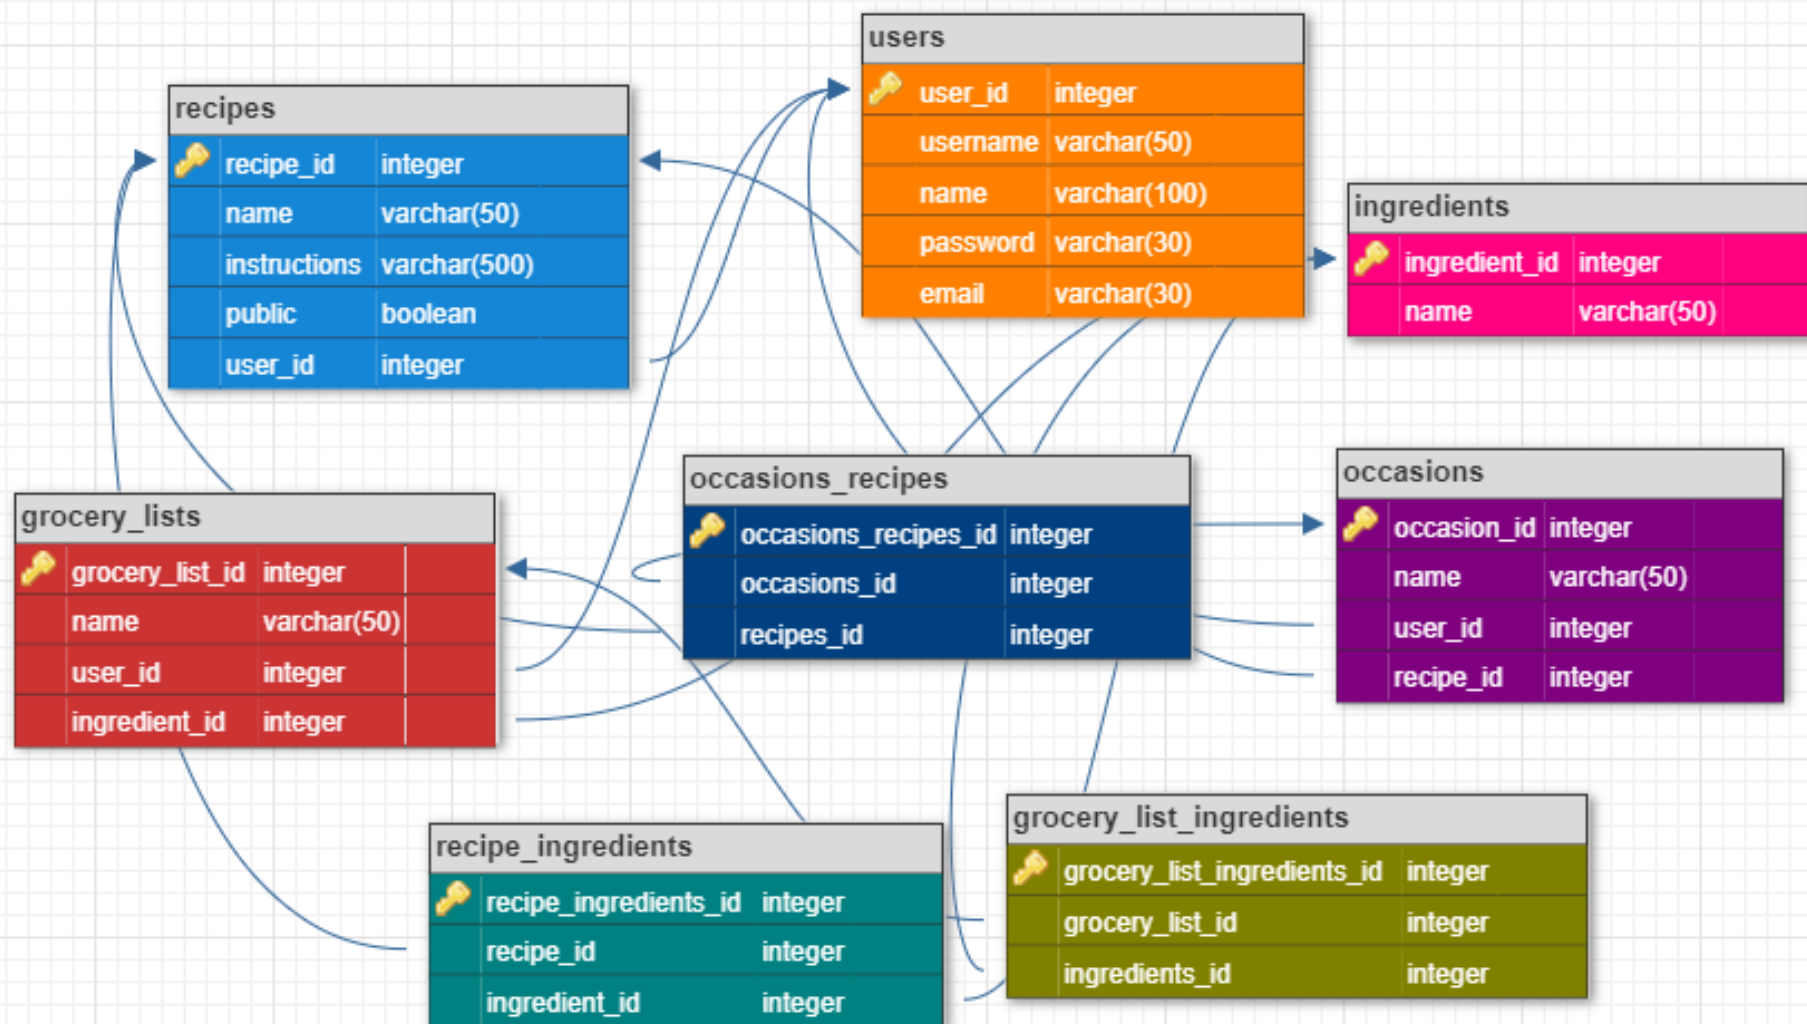 users
user_id integer
username varchar(50)
name varchar(100)
password varchar(30)
email varchar(30)
recipes
recipe_id integer
name varchar(50)
instructions varchar(500)
public boolean
user_id integer
ingredients
ingredient_id integer
name varchar(50)
occasions_recipes
occasions_recipes_id integer
occasions_id integer
recipes_id integer
occasions
occasion_id integer
name varchar(50)
user_id integer
recipe_id integer
grocery_lists
grocery_list_id integer
name varchar(50)
user_id integer
ingredient_id integer
recipe_ingredients
recipe_ingredients_id integer
recipe_id integer
ingredient_id integer
grocery_list_ingredients
grocery_list_ingredients_id integer
grocery_list_id integer
ingredients_id integer